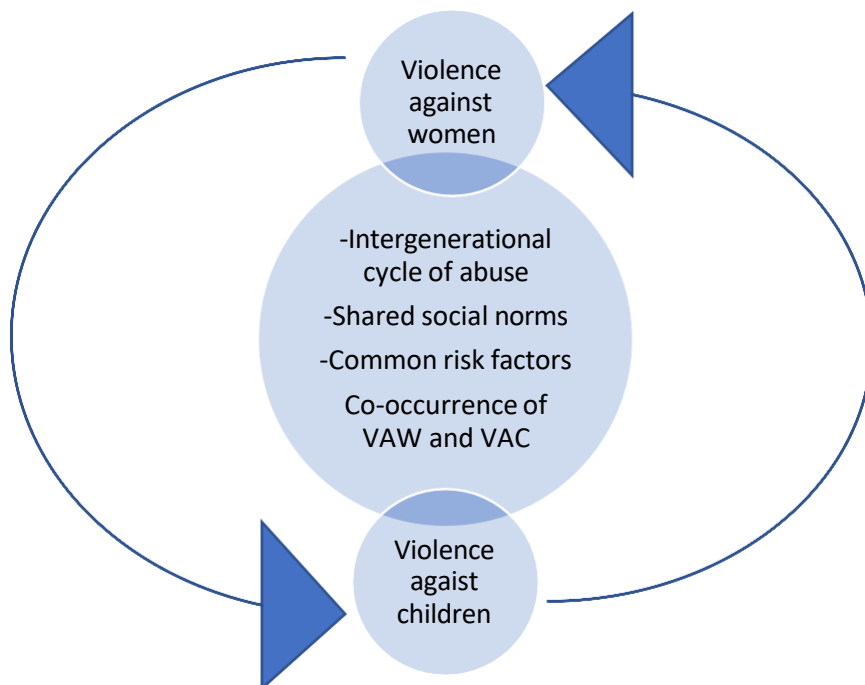 Violence
against
women
-Intergenerational
cycle of abuse
-Shared social norms
-Common risk factors
Co-occurrence of
VAW and VAC
Violence
agaist
children